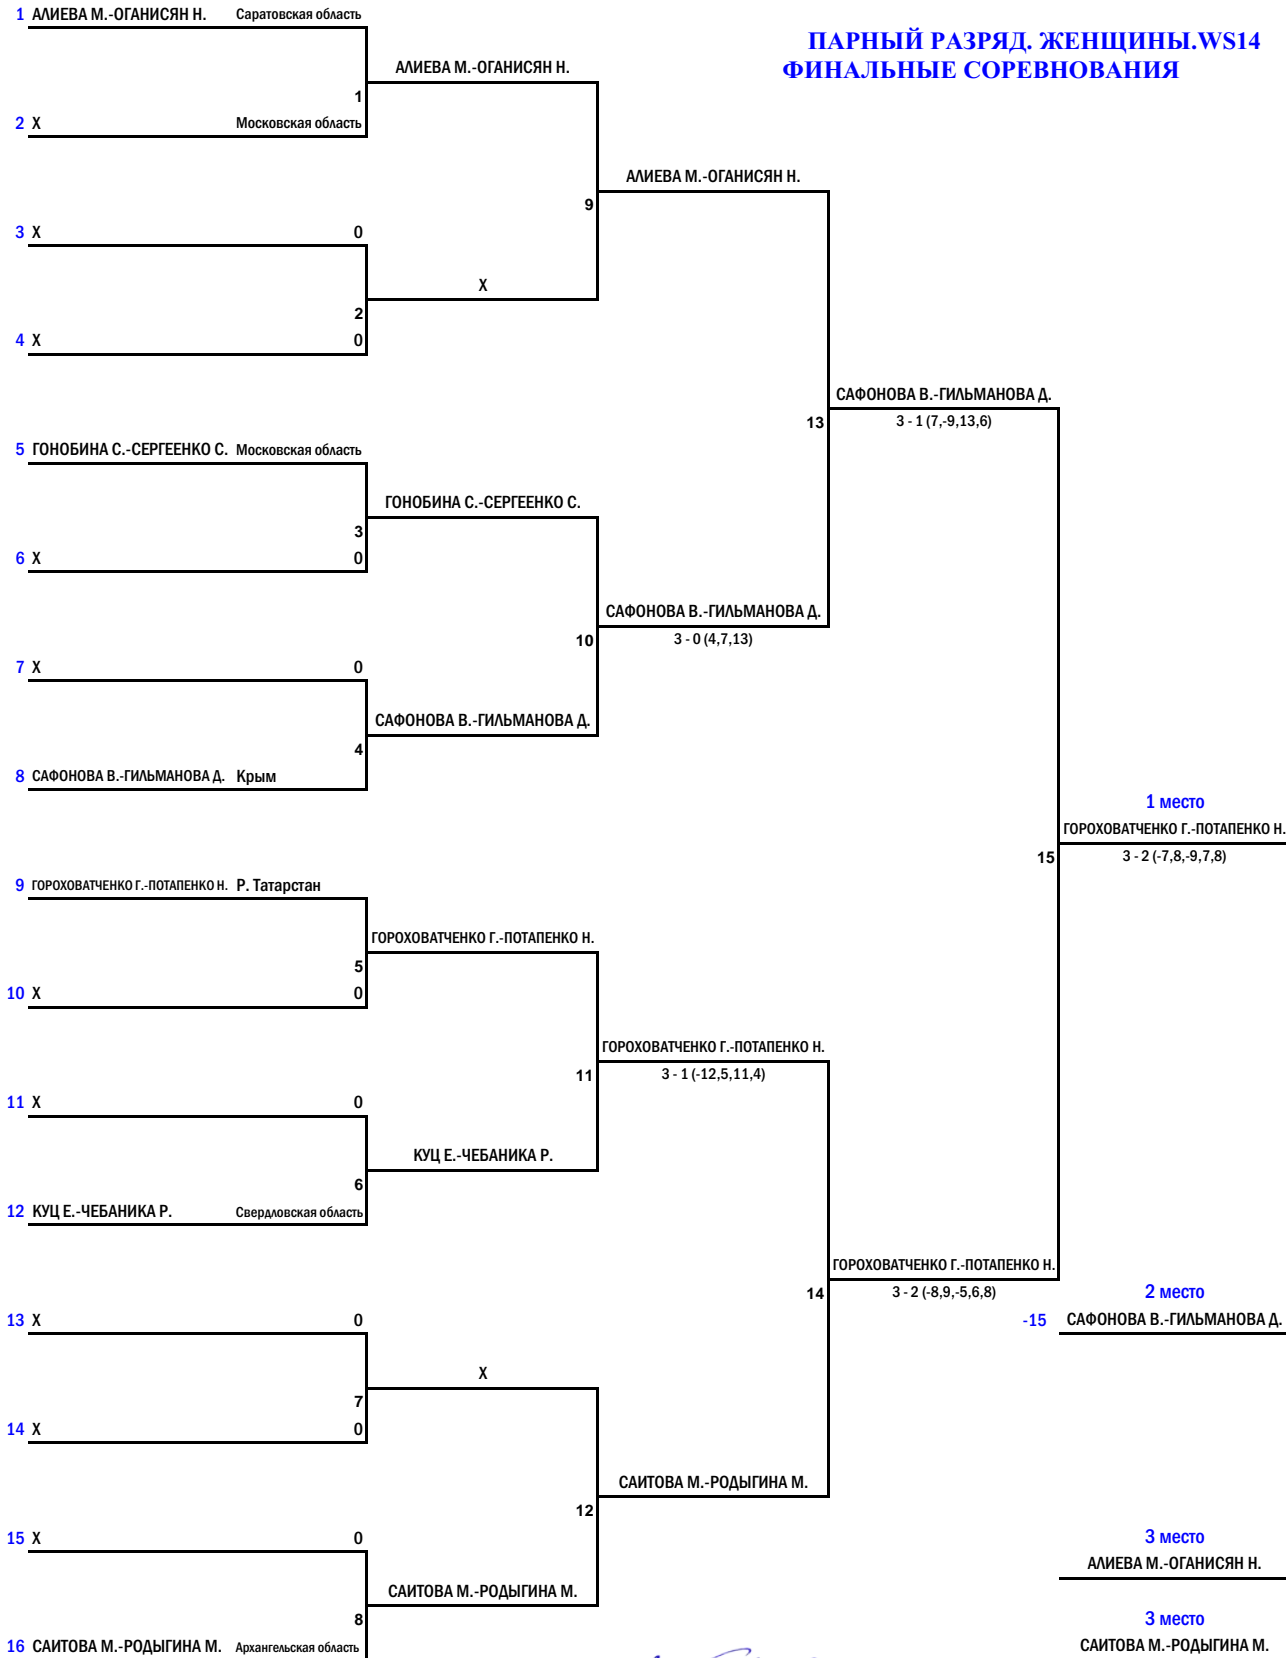 1 АЛИЕВА М.-ОГАНИСЯН Н. Саратовская область
ПАРНЫЙ РАЗРЯД. ЖЕНЩИНЫ.WS14
ФИНАЛЬНЫЕ СОРЕВНОВАНИЯ
АЛИЕВА М.-ОГАНИСЯН Н.
1
2 X Московская область
АЛИЕВА М.-ОГАНИСЯН Н.
9
3 X 0
X
2
4 X 0
САФОНОВА В.-ГИЛЬМАНОВА Д.
13 3 - 1 (7,-9,13,6)
5 ГОНОБИНА С.-СЕРГЕЕНКО С. Московская область
ГОНОБИНА С.-СЕРГЕЕНКО С.
3
6 X 0
САФОНОВА В.-ГИЛЬМАНОВА Д.
10 3 - 0 (4,7,13)
7 X 0
САФОНОВА В.-ГИЛЬМАНОВА Д.
4
8 САФОНОВА В.-ГИЛЬМАНОВА Д. Крым
1 место
ГОРОХОВАТЧЕНКО Г.-ПОТАПЕНКО Н.
15 3 - 2 (-7,8,-9,7,8)
9 ГОРОХОВАТЧЕНКО Г.-ПОТАПЕНКО Н. Р. Татарстан
ГОРОХОВАТЧЕНКО Г.-ПОТАПЕНКО Н.
5
10 X 0
ГОРОХОВАТЧЕНКО Г.-ПОТАПЕНКО Н.
11 3 - 1 (-12,5,11,4)
11 X 0
КУЦ Е.-ЧЕБАНИКА Р.
6
12 КУЦ Е.-ЧЕБАНИКА Р. Свердловская область
ГОРОХОВАТЧЕНКО Г.-ПОТАПЕНКО Н.
14 3 - 2 (-8,9,-5,6,8)
2 место
13 X 0
-15 САФОНОВА В.-ГИЛЬМАНОВА Д.
X
7
14 X 0
САИТОВА М.-РОДЫГИНА М.
12
15 X 0
3 место
АЛИЕВА М.-ОГАНИСЯН Н.
САИТОВА М.-РОДЫГИНА М.
8
3 место
16 САИТОВА М.-РОДЫГИНА М. Архангельская область
САИТОВА М.-РОДЫГИНА М.